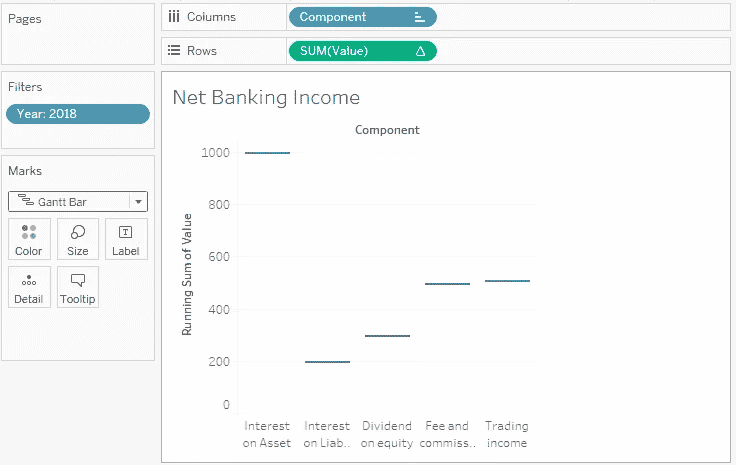 Pages
Columns
Component
Rows
SUM(Value)
Filters
Year: 2018
Marks
Gantt Bar
Color
Size
Label
Detail
Tooltip
Net Banking Income
Component
Running Sum of Value
1000
800
600
400
200
0
Interest
on Asset
Interest
on Liab..
Dividend
on equity
Fee and
commiss..
Trading
income